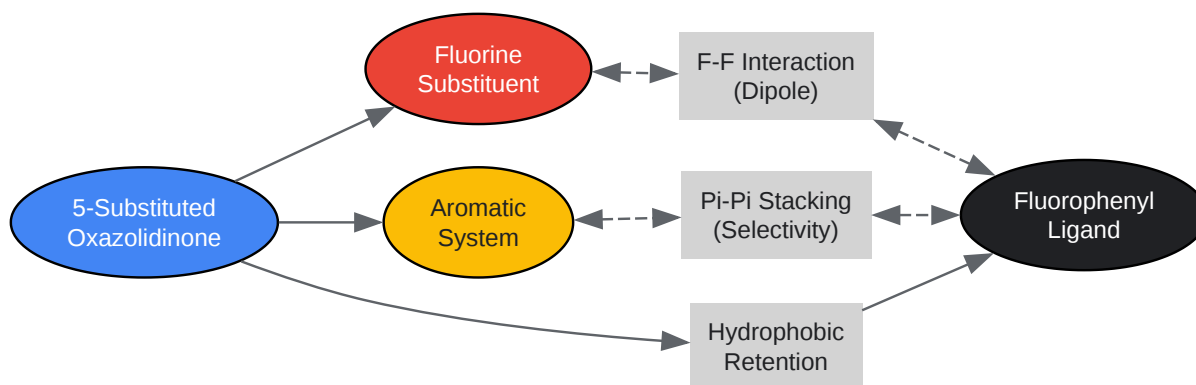 Fluorine
Substituent
F-F Interaction
(Dipole)
5-Substituted
Oxazolidinone
Aromatic
System
Pi-Pi Stacking
(Selectivity)
Fluorophenyl
Ligand
Hydrophobic
Retention